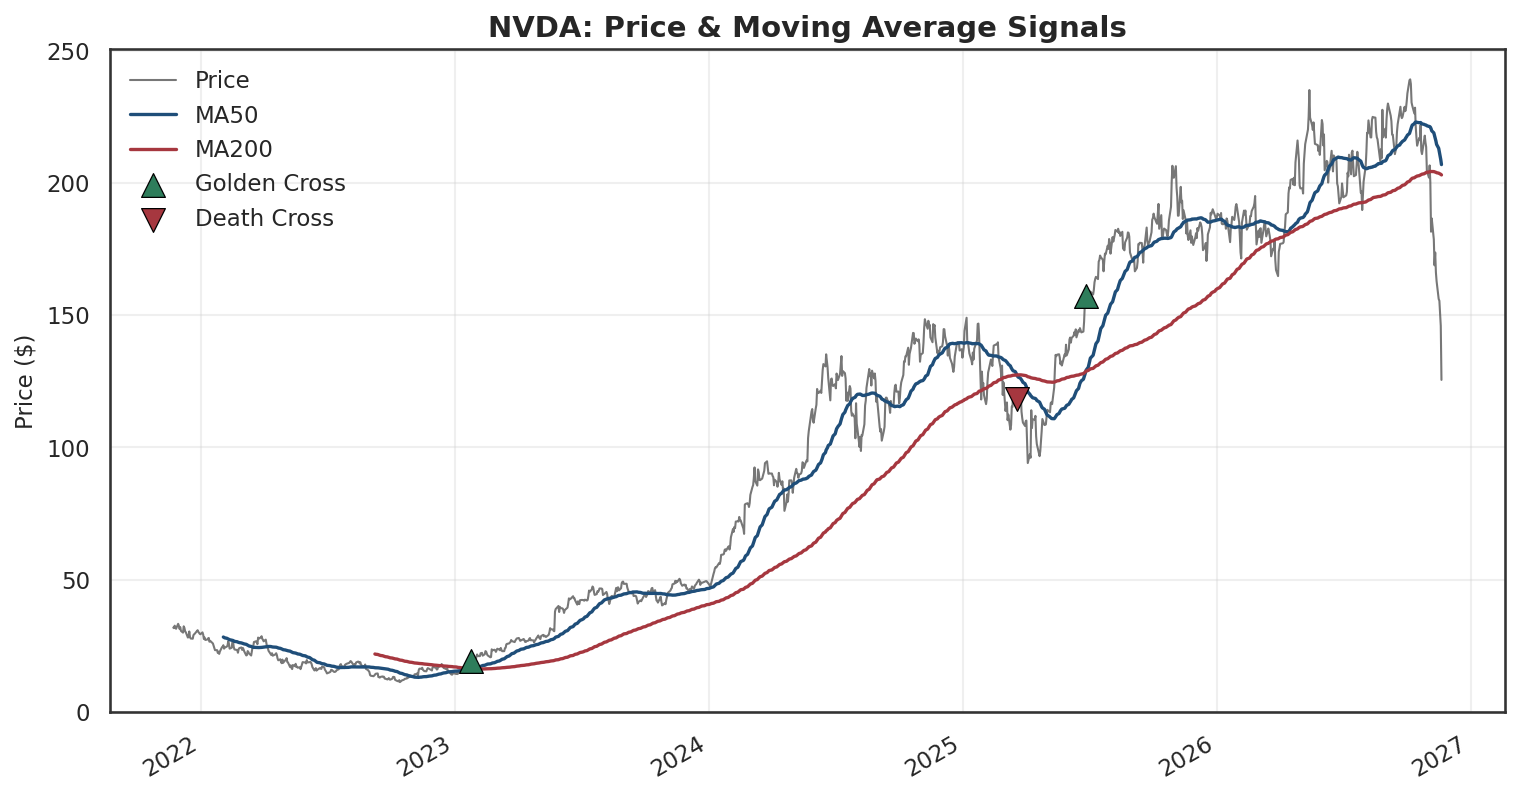 NVDA: Price & Moving Average Signals
250
200
150
100
50
0
Price ($)
Price
MA50
MA200
Golden Cross
Death Cross
2022
2023
2024
2025
2026
2027